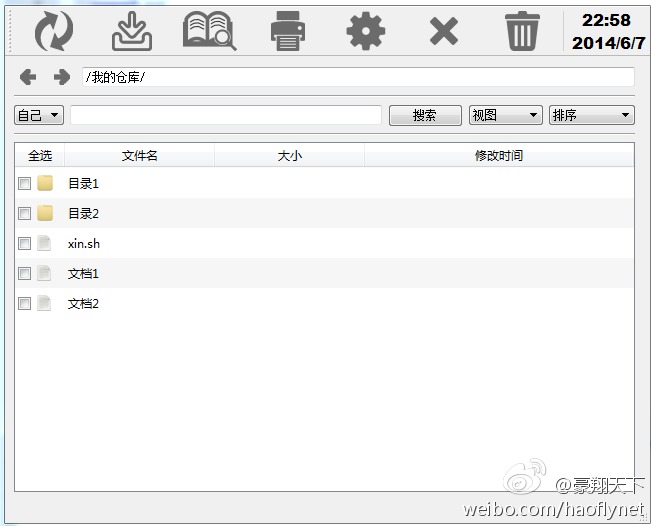 22:58
2014/6/7
/我的仓库/
自己 搜索 视图 排序
全选 文件名 大小 修改时间
目录1
目录2
xin.sh
文档1
文档2
@豪翔天下
weibo.com/haoflynet